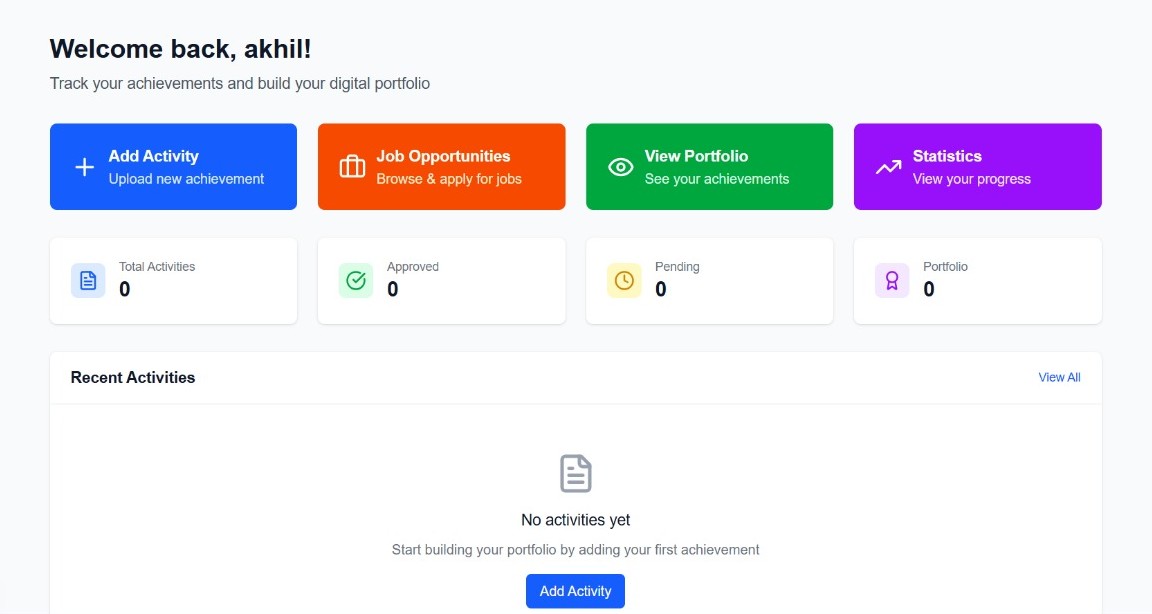 Welcome back, akhil!
Track your achievements and build your digital portfolio
Add Activity
Upload new achievement
Job Opportunities
Browse & apply for jobs
View Portfolio
See your achievements
Statistics
View your progress
Total Activities
0
Approved
0
Pending
0
Portfolio
0
Recent Activities
View All
No activities yet
Start building your portfolio by adding your first achievement
Add Activity